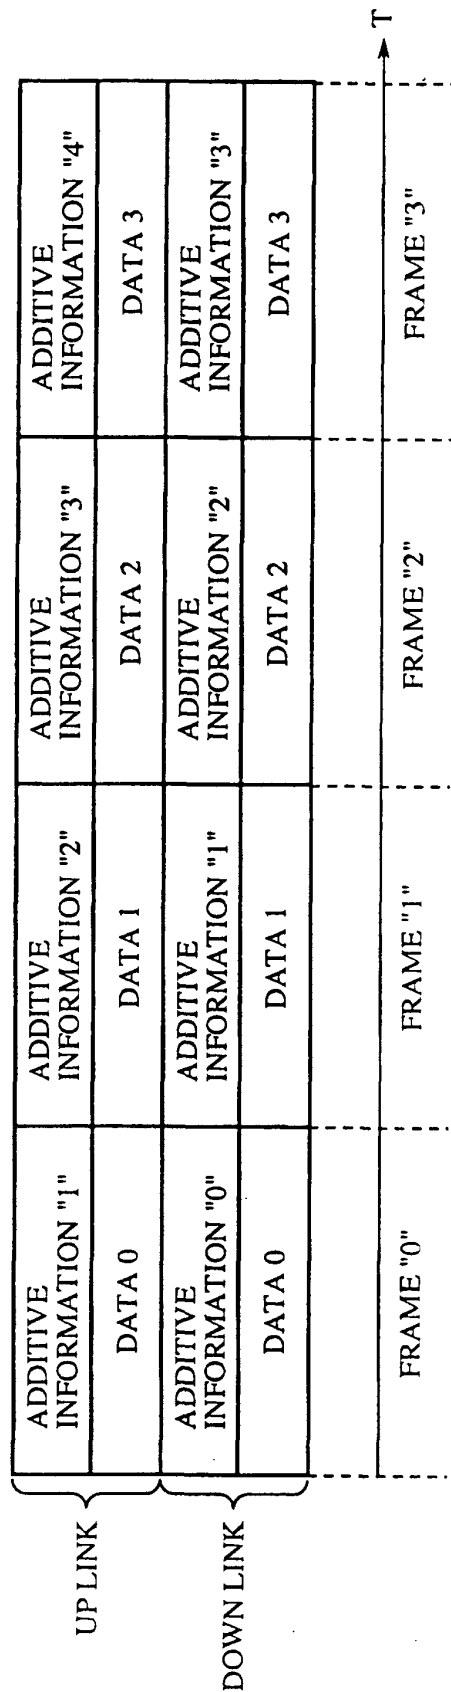 UP LINK
ADDITIVE
INFORMATION "1"
ADDITIVE
INFORMATION "2"
ADDITIVE
INFORMATION "3"
ADDITIVE
INFORMATION "4"
DATA 0
DATA 1
DATA 2
DATA 3
DOWN LINK
ADDITIVE
INFORMATION "0"
ADDITIVE
INFORMATION "1"
ADDITIVE
INFORMATION "2"
ADDITIVE
INFORMATION "3"
DATA 0
DATA 1
DATA 2
DATA 3
T
FRAME "0"
FRAME "1"
FRAME "2"
FRAME "3"